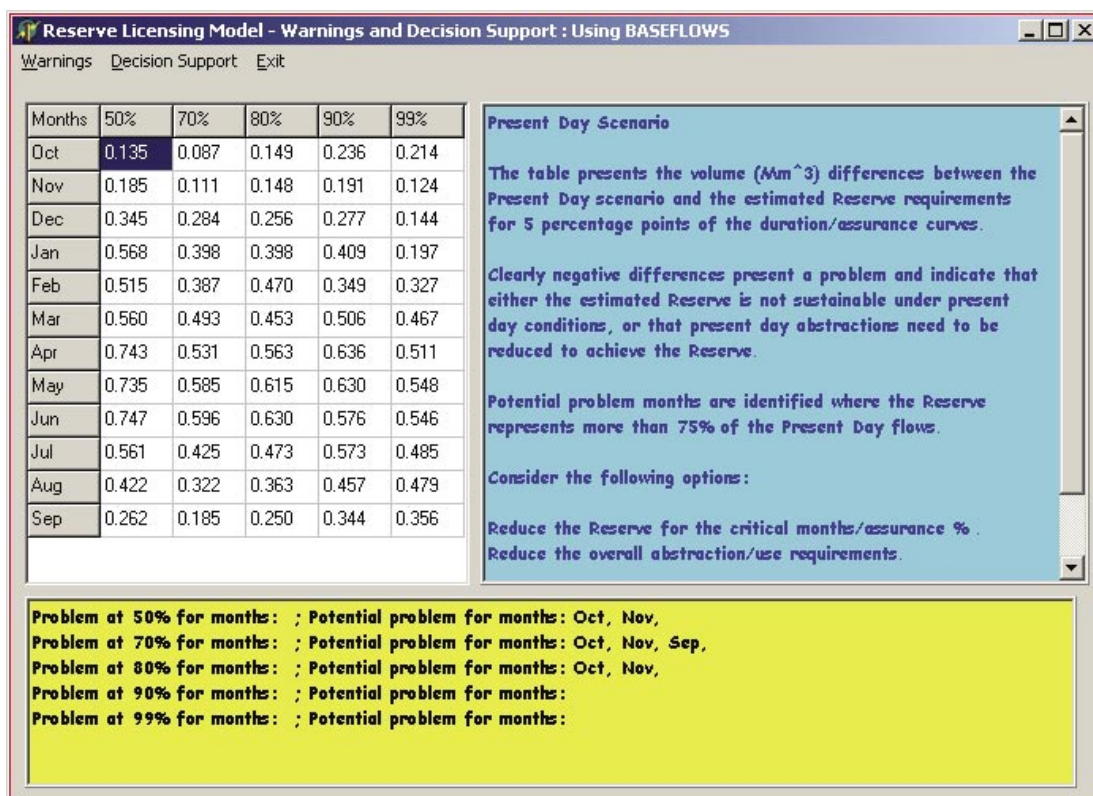 Reserve Licensing Model - Warnings and Decision Support : Using BASEFLOWS
Warnings Decision Support Exit
Months 50% 70% 80% 90% 99%
Oct 0.135 0.087 0.149 0.236 0.214
Nov 0.185 0.111 0.148 0.191 0.124
Dec 0.345 0.284 0.256 0.277 0.144
Jan 0.568 0.398 0.398 0.409 0.197
Feb 0.515 0.387 0.470 0.349 0.327
Mar 0.560 0.493 0.453 0.506 0.467
Apr 0.743 0.531 0.563 0.636 0.511
May 0.735 0.585 0.615 0.630 0.548
Jun 0.747 0.596 0.630 0.576 0.546
Jul 0.561 0.425 0.473 0.573 0.485
Aug 0.422 0.322 0.363 0.457 0.479
Sep 0.262 0.185 0.250 0.344 0.356
Present Day Scenario
The table presents the volume (Mm^3) differences between the
Present Day scenario and the estimated Reserve requirements
for 5 percentage points of the duration/assurance curves.
Clearly negative differences present a problem and indicate that
either the estimated Reserve is not sustainable under present
day conditions, or that present day abstractions need to be
reduced to achieve the Reserve.
Potential problem months are identified where the Reserve
represents more than 75% of the Present Day flows.
Consider the following options:
Reduce the Reserve for the critical months/assurance % .
Reduce the overall abstraction/use requirements.
Problem at 50% for months: ; Potential problem for months: Oct, Nov,
Problem at 70% for months: ; Potential problem for months: Oct, Nov, Sep,
Problem at 80% for months: ; Potential problem for months: Oct, Nov,
Problem at 90% for months: ; Potential problem for months:
Problem at 99% for months: ; Potential problem for months: